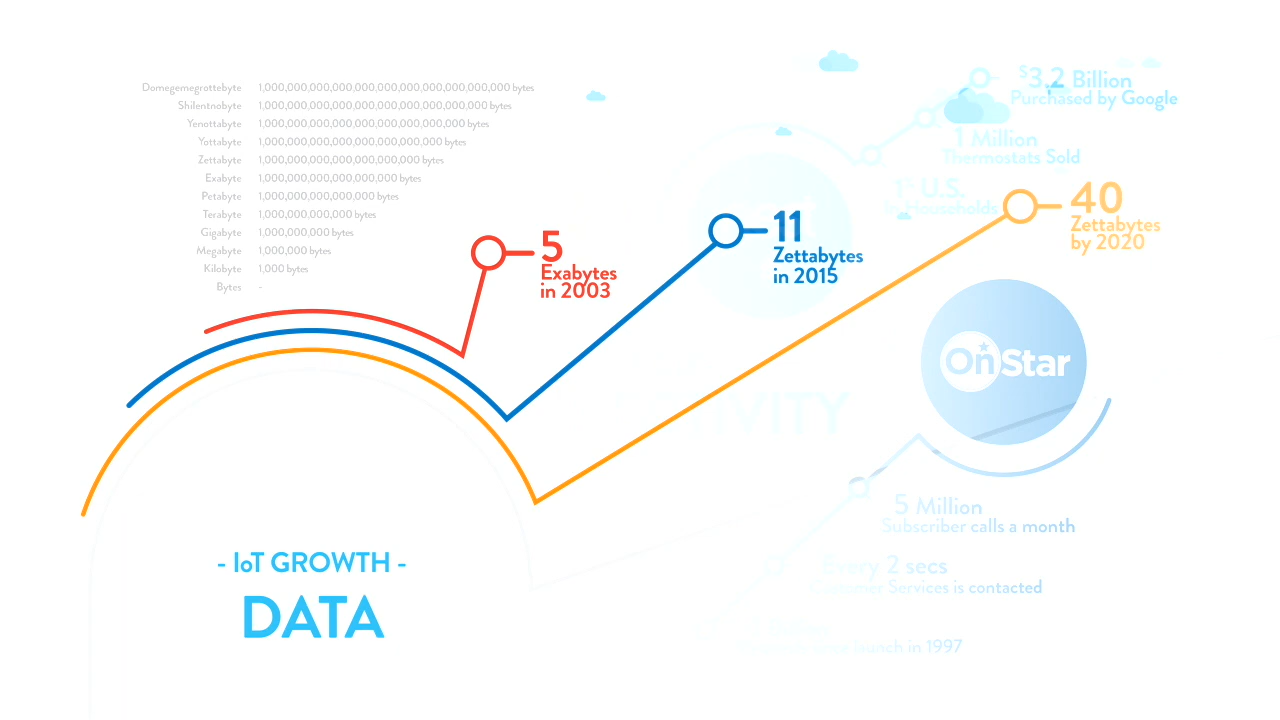 Domegemegrottebyte 1,000,000,000,000,000,000,000,000,000,000,000 bytes
Shilentnobyte 1,000,000,000,000,000,000,000,000,000,000 bytes
Yenottabyte 1,000,000,000,000,000,000,000,000,000 bytes
Yottabyte 1,000,000,000,000,000,000,000,000 bytes
Zettabyte 1,000,000,000,000,000,000,000 bytes
Exabyte 1,000,000,000,000,000,000 bytes
Petabyte 1,000,000,000,000,000 bytes
Terabyte 1,000,000,000,000 bytes
Gigabyte 1,000,000,000 bytes
Megabyte 1,000,000 bytes
Kilobyte 1,000 bytes
Bytes -
$3.2 Billion
Purchased by Google
1 Million
Thermostats Sold
U.S.
Households
5
Exabytes
in 2003
11
Zettabytes
in 2015
40
Zettabytes
by 2020
OnStar
5 Million
Subscriber calls a month
Every 2 secs
Customer Services is contacted
launch in 1997
- IoT GROWTH -
DATA